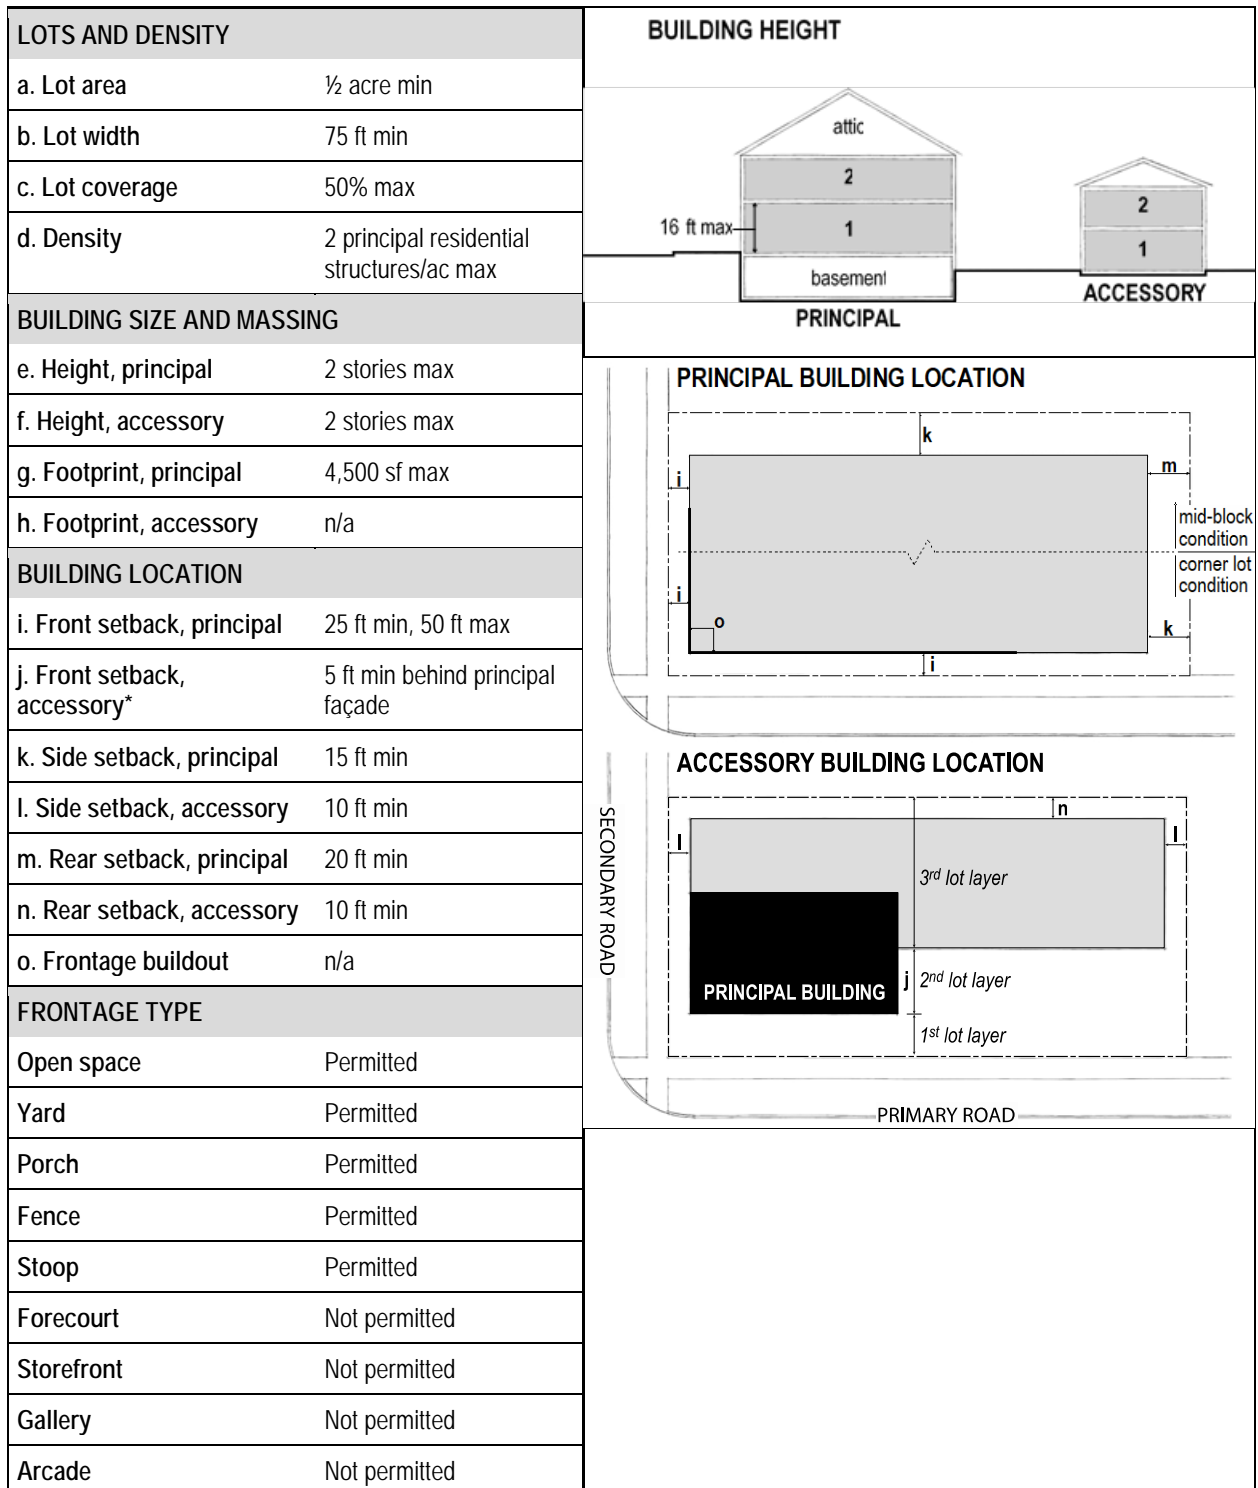 LOTS AND DENSITY
a. Lot area ½ acre min
b. Lot width 75 ft min
c. Lot coverage 50% max
d. Density 2 principal residential
structures/ac max
BUILDING SIZE AND MASSING
e. Height, principal 2 stories max
f. Height, accessory 2 stories max
g. Footprint, principal 4,500 sf max
h. Footprint, accessory n/a
BUILDING LOCATION
i. Front setback, principal 25 ft min, 50 ft max
j. Front setback, 5 ft min behind principal
accessory* façade
k. Side setback, principal 15 ft min
l. Side setback, accessory 10 ft min
m. Rear setback, principal 20 ft min
n. Rear setback, accessory 10 ft min
o. Frontage buildout n/a
FRONTAGE TYPE
Open space Permitted
Yard Permitted
Porch Permitted
Fence Permitted
Stoop Permitted
Forecourt Not permitted
Storefront Not permitted
Gallery Not permitted
Arcade Not permitted
BUILDING HEIGHT
attic
2
2
16 ft max 1
1
basement
ACCESSORY
PRINCIPAL
PRINCIPAL BUILDING LOCATION
k
i
m
mid-block
condition
corner lot
condition
i
o
k
i
ACCESSORY BUILDING LOCATION
n
l
l
3rd lot layer
SECONDARY ROAD
PRINCIPAL BUILDING
j 2nd lot layer
1st lot layer
PRIMARY ROAD